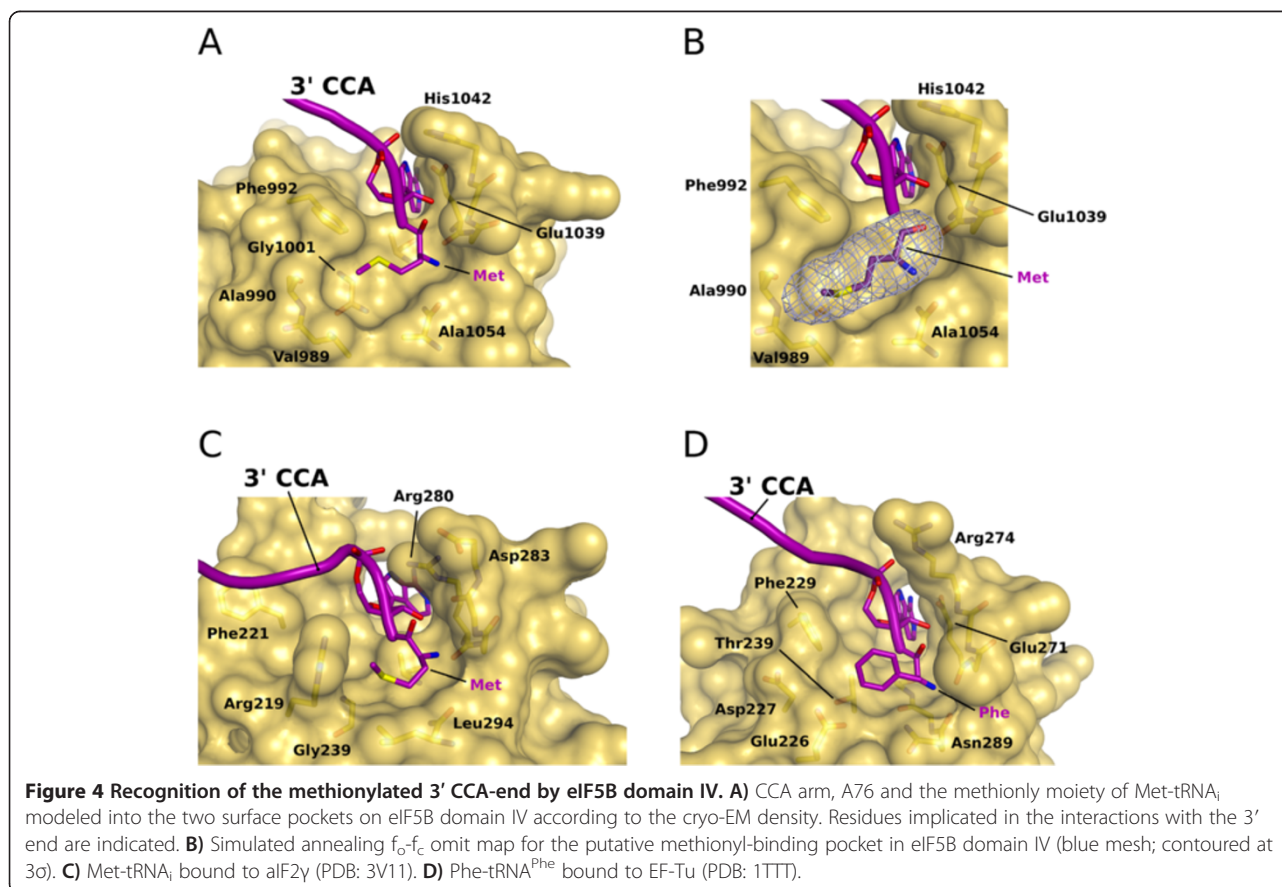 A
B
3' CCA
His1042
His1042
Phe992
Phe992
Glu1039
Gly1001
Glu1039
Met
Met
Ala990
Ala990
Ala1054
Ala1054
Val989
Val989
C
D
3' CCA
3' CCA
Arg280
Asp283
Arg274
Phe229
Phe221
Thr239
Glu271
Met
Arg219
Asp227
Phe
Leu294
Glu226
Asn289
Gly239
Figure 4 Recognition of the methionylated 3′ CCA-end by eIF5B domain IV. A) CCA arm, A76 and the methionly moiety of Met-tRNAi
modeled into the two surface pockets on eIF5B domain IV according to the cryo-EM density. Residues implicated in the interactions with the 3′
end are indicated. B) Simulated annealing fo-fc omit map for the putative methionyl-binding pocket in eIF5B domain IV (blue mesh; contoured at
3σ). C) Met-tRNAi bound to aIF2γ (PDB: 3V11). D) Phe-tRNAPhe bound to EF-Tu (PDB: 1TTT).